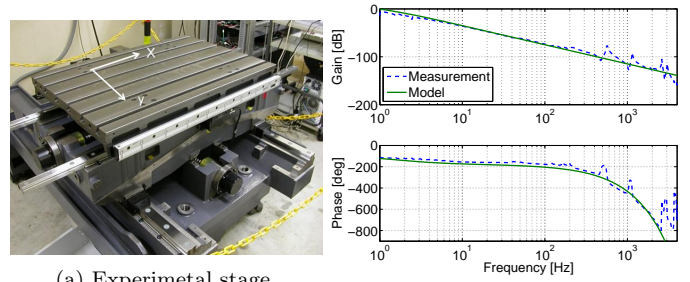 X
y
(a) Experimetal stage
Gain [dB]
0
−100
−200
Measurement
Model
10^0
10^1
10^2
10^3
Phase [deg]
0
−200
−400
−600
−800
10^0
10^1
10^2
10^3
Frequency [Hz]